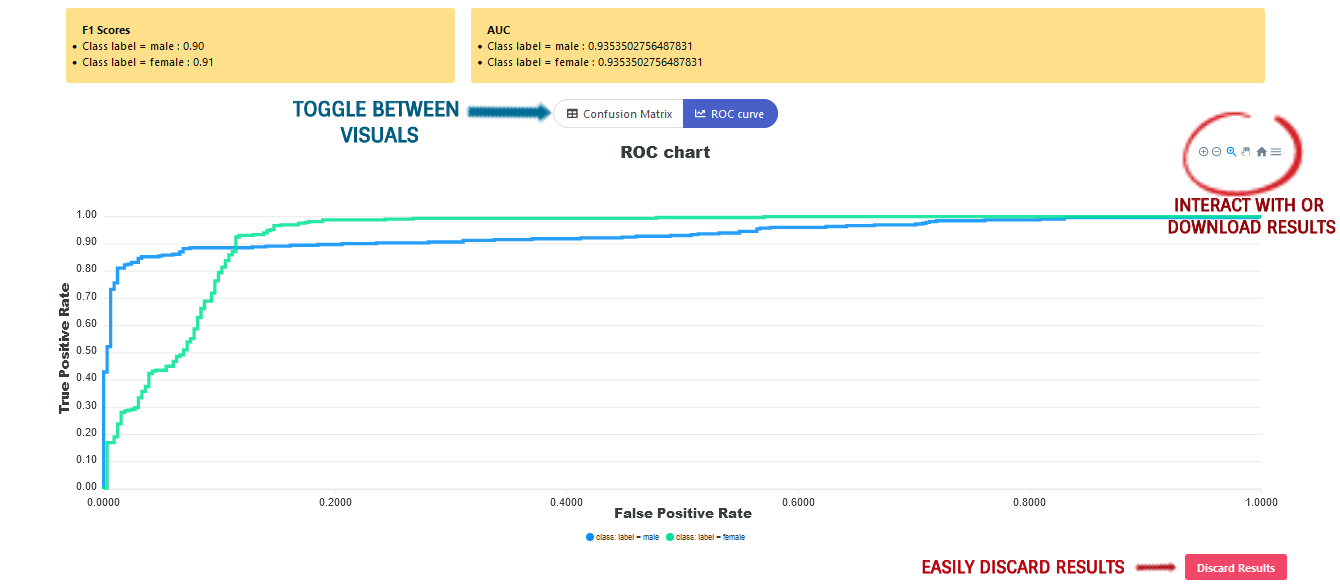 F1 Scores
Class label = male : 0.90
Class label = female : 0.91
AUC
Class label = male : 0.9353502756487831
Class label = female : 0.9353502756487831
TOGGLE BETWEEN
VISUALS
Confusion Matrix
ROC curve
ROC chart
INTERACT WITH OR
DOWNLOAD RESULTS
True Positive Rate
1.00
0.90
0.80
0.70
0.60
0.50
0.40
0.30
0.20
0.10
0.00
0.0000
0.2000
0.4000
0.6000
0.8000
1.0000
False Positive Rate
class: label = male
class: label = female
EASILY DISCARD RESULTS
Discard Results